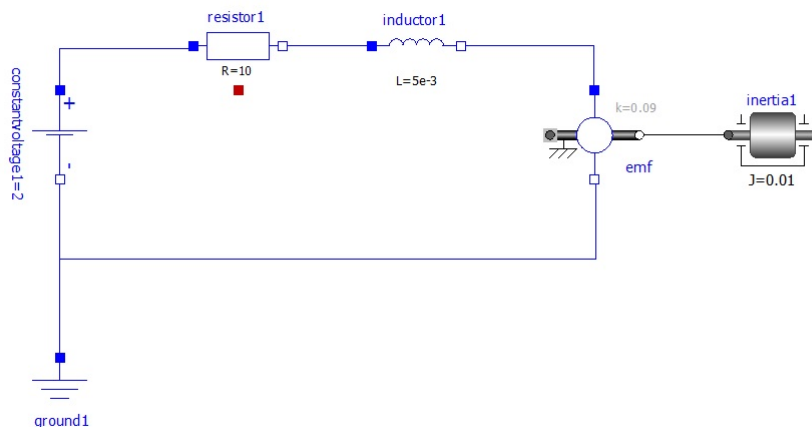 resistor1
R=10
inductor1
L=5e-3
constantvoltage1=2
+
-
k=0.09
emf
inertia1
J=0.01
ground1